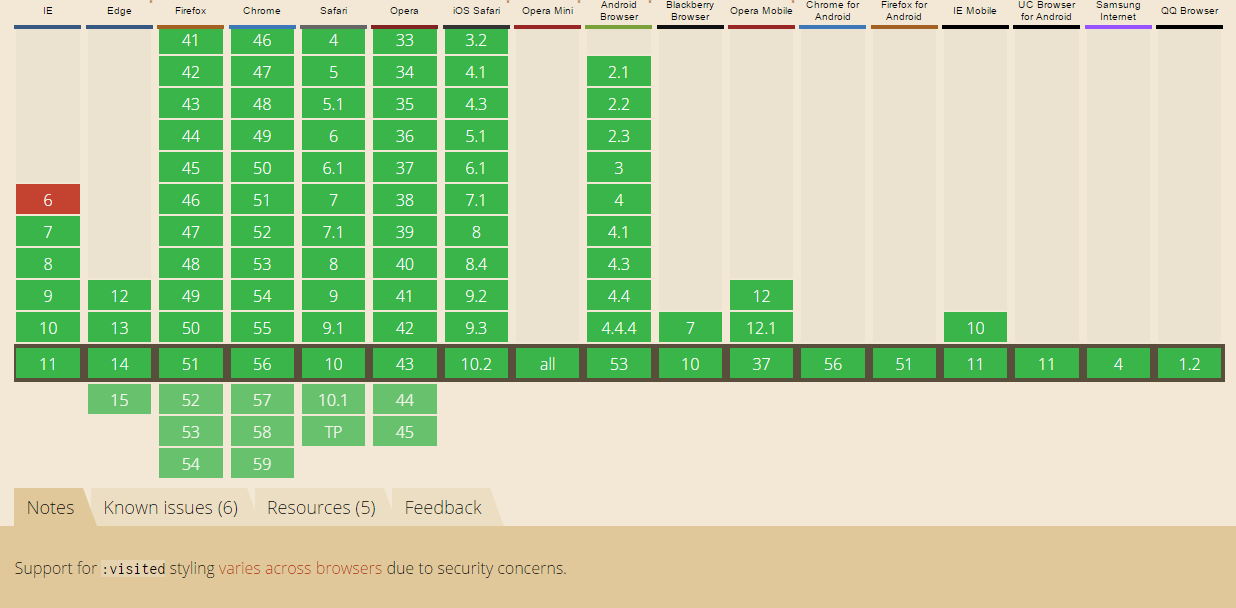 IE Edge Firefox Chrome Safari Opera iOS Safari Opera Mini Android Browser Blackberry Browser Opera Mobile Chrome for Android Firefox for Android IE Mobile UC Browser for Android Samsung Internet QQ Browser
41 46 4 33 3.2
42 47 5 34 4.1 2.1
43 48 5.1 35 4.3 2.2
44 49 6 36 5.1 2.3
45 50 6.1 37 6.1 3
6 46 51 7 38 7.1 4
7 47 52 7.1 39 8 4.1
8 48 53 8 40 8.4 4.3
9 12 49 54 9 41 9.2 4.4 12
10 13 50 55 9.1 42 9.3 4.4.4 7 12.1 10
11 14 51 56 10 43 10.2 all 53 10 37 56 51 11 11 4 1.2
15 52 57 10.1 44
53 58 TP 45
54 59
Notes Known issues (6) Resources (5) Feedback
Support for :visited styling varies across browsers due to security concerns.